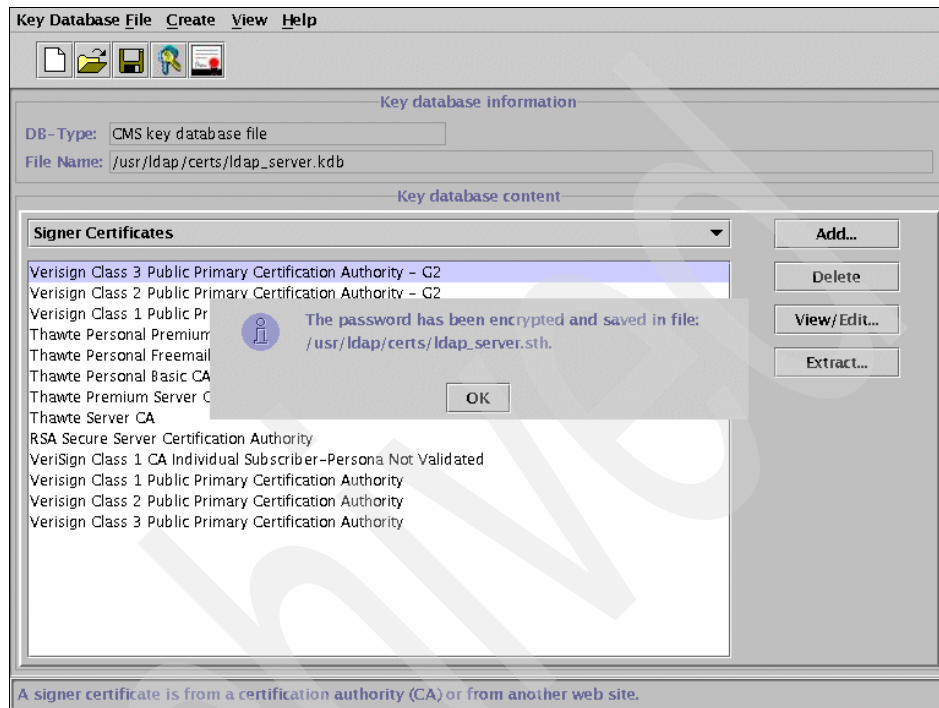 Key Database File Create View Help
Key database information
DB-Type: CMS key database file
File Name: /usr/ldap/certs/ldap_server.kdb
Key database content
Signer Certificates
Add...
Verisign Class 3 Public Primary Certification Authority - G2
Delete
Verisign Class 2 Public Primary Certification Authority - G2
Verisign Class 1 Public Pr
The password has been encrypted and saved in file:
View/Edit...
Thawte Personal Premium
/usr/ldap/certs/ldap_server.sth.
Thawte Personal Freemail
Extract...
Thawte Personal Basic CA
Thawte Premium Server C
OK
Thawte Server CA
RSA Secure Server Certification Authority
VeriSign Class 1 CA Individual Subscriber-Persona Not Validated
Verisign Class 1 Public Primary Certification Authority
Verisign Class 2 Public Primary Certification Authority
Verisign Class 3 Public Primary Certification Authority
A signer certificate is from a certification authority (CA) or from another web site.